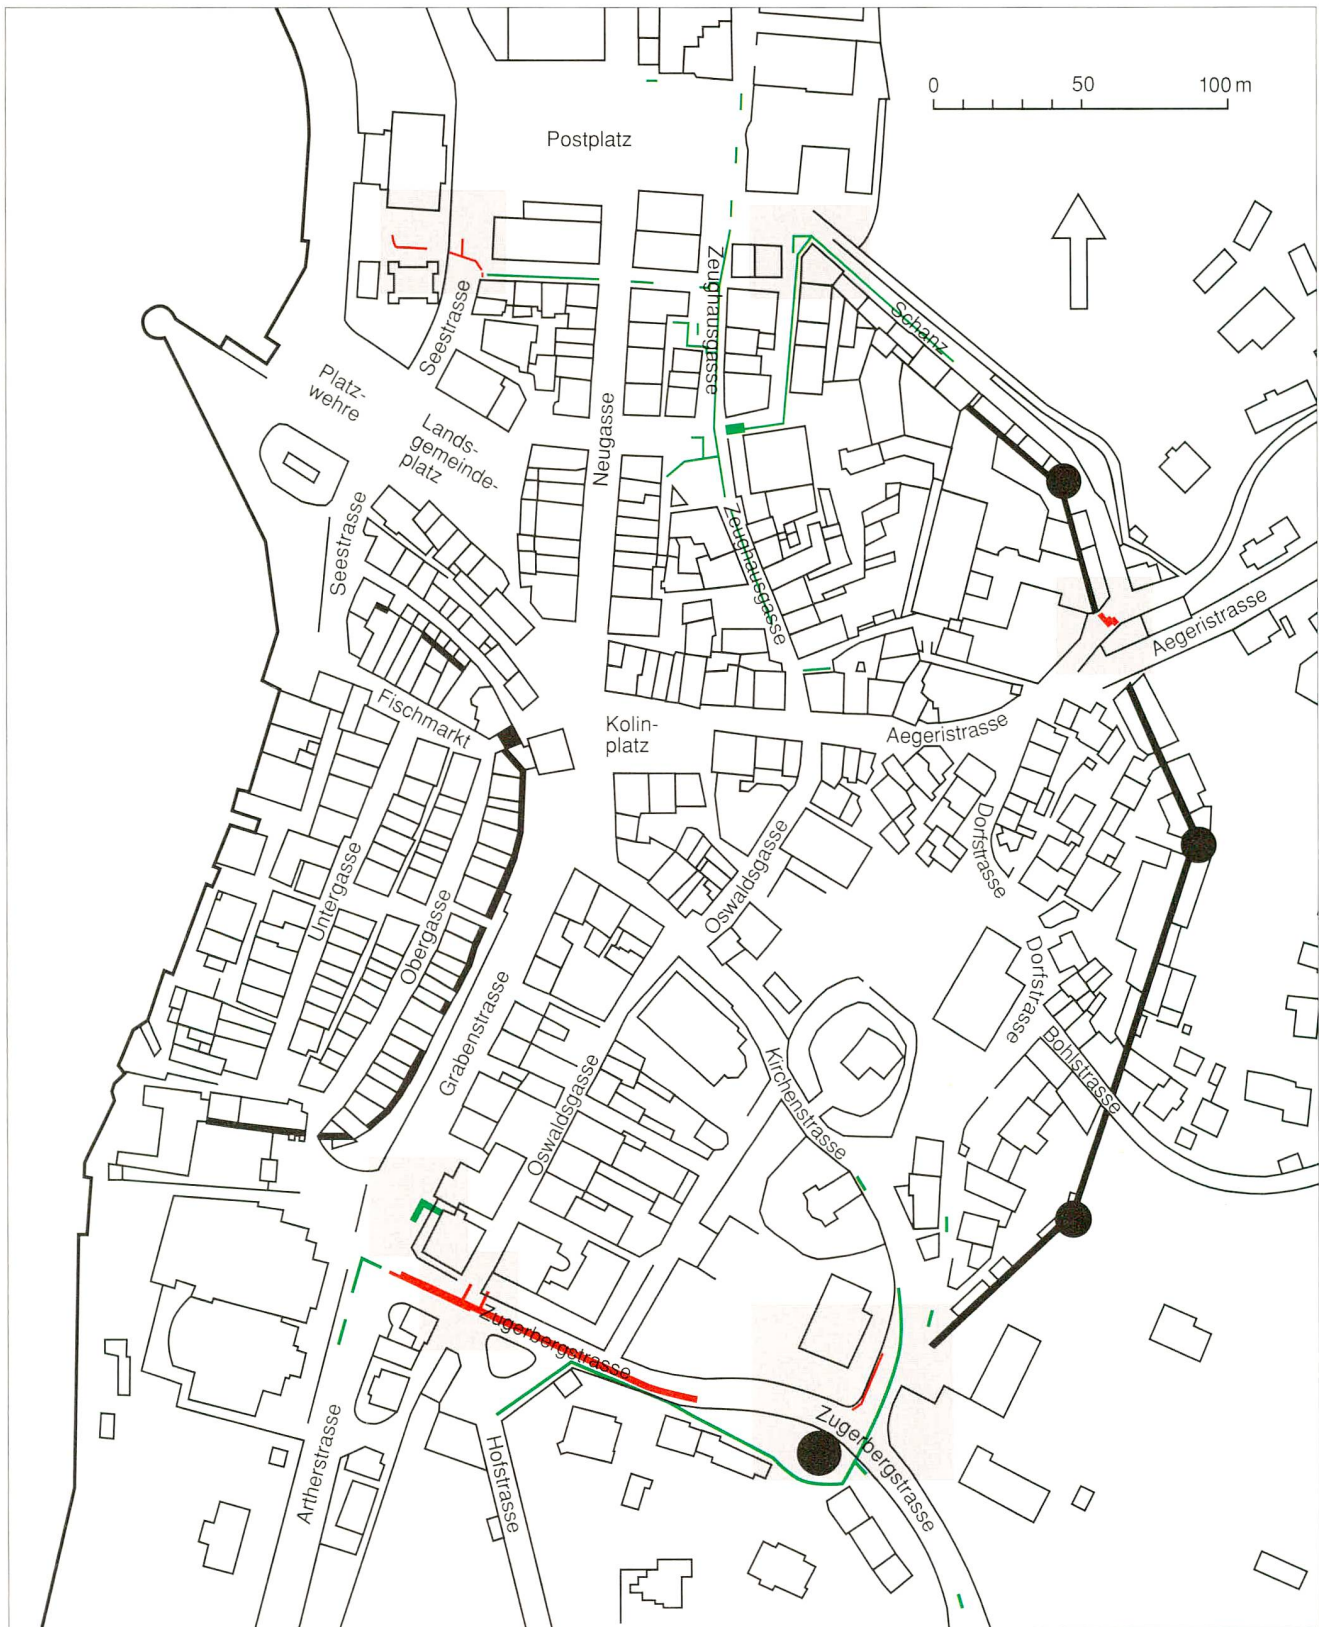 0 50 100 m
Postplatz
Zeughausgasse
Schanz
Seestrasse
Platz-
wehre
Lands-
gemeinde-
platz
Neugasse
Seestrasse
Zeughausgasse
Aegeristrasse
Fischmarkt
Kolin-
platz
Aegeristrasse
Dorfstrasse
Oswaldsgasse
Untergasse
Obergasse
Dorfstrasse
Grabenstrasse
Bohlstrasse
Kirchenstrasse
Oswaldsgasse
Zugerbergstrasse
Zugerbergstrasse
Artherstrasse
Hofstrasse